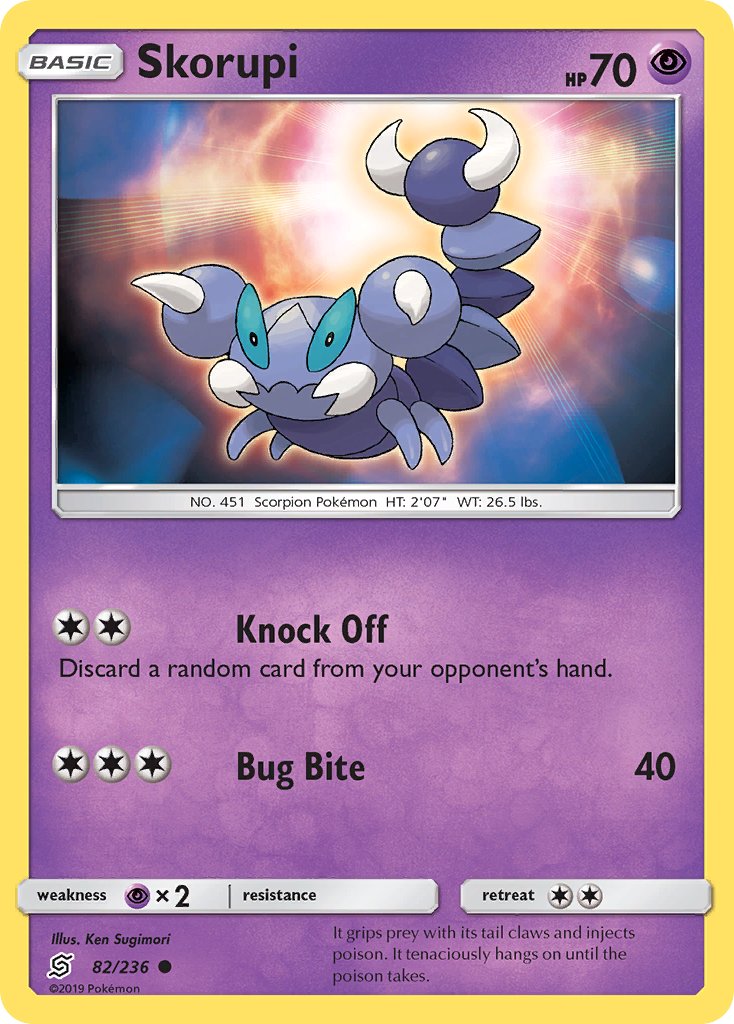 BASIC Skorupi HP 70
NO. 451 Scorpion Pokémon HT: 2'07" WT: 26.5 lbs.
Knock Off
Discard a random card from your opponent's hand.
Bug Bite 40
weakness × 2 resistance retreat
Illus. Ken Sugimori
82/236
©2019 Pokémon
It grips prey with its tail claws and injects
poison. It tenaciously hangs on until the
poison takes.